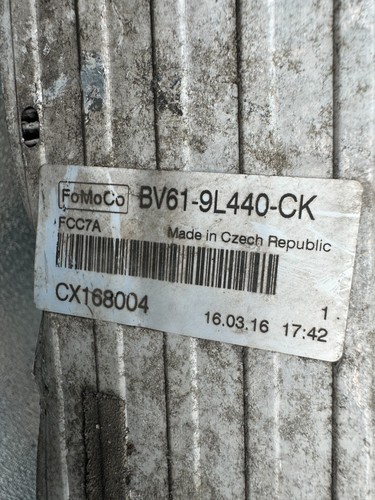 FoMoCo BV61-9L440-CK
FCC7A Made in Czech Republic
CX168004
16.03.16 17:42 1